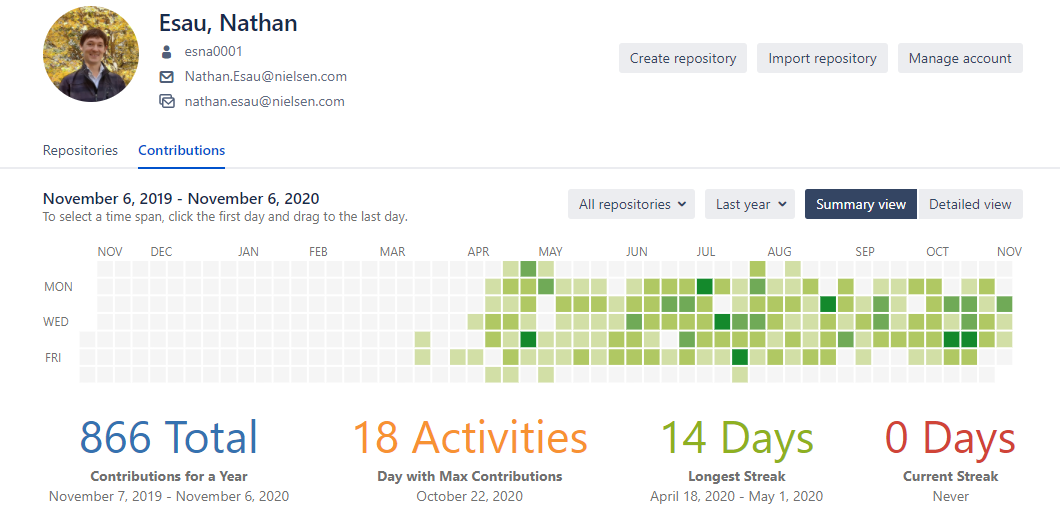 Esau, Nathan
esna0001
Nathan.Esau@nielsen.com
nathan.esau@nielsen.com
Create repository Import repository Manage account
Repositories Contributions
November 6, 2019 - November 6, 2020
To select a time span, click the first day and drag to the last day.
All repositories Last year Summary view Detailed view
NOV DEC JAN FEB MAR APR MAY JUN JUL AUG SEP OCT NOV
MON
WED
FRI
866 Total 18 Activities 14 Days 0 Days
Contributions for a Year Day with Max Contributions Longest Streak Current Streak
November 7, 2019 - November 6, 2020 October 22, 2020 April 18, 2020 - May 1, 2020 Never